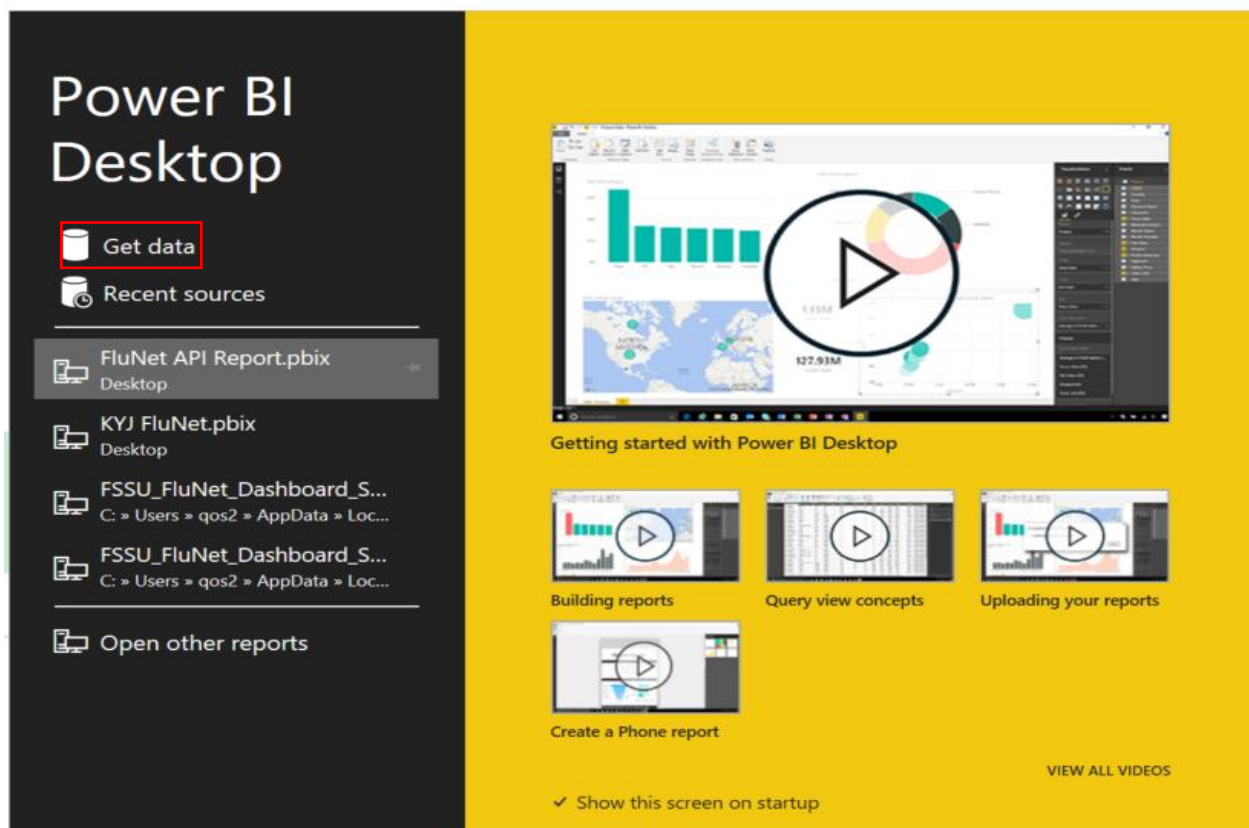 Power BI
Desktop
Get data
Recent sources
FluNet API Report.pbix
Desktop
KYJ FluNet.pbix
Desktop
FSSU_FluNet_Dashboard_S...
C: » Users » qos2 » AppData » Loc...
FSSU_FluNet_Dashboard_S...
C: » Users » qos2 » AppData » Loc...
Open other reports
127.93M
Getting started with Power BI Desktop
Building reports
Query view concepts
Uploading your reports
Create a Phone report
VIEW ALL VIDEOS
Show this screen on startup